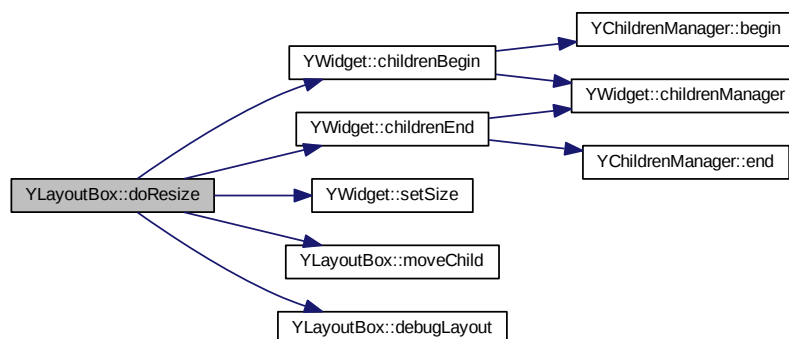 YChildrenManager::begin
YWidget::childrenBegin
YWidget::childrenManager
YWidget::childrenEnd
YChildrenManager::end
YLayoutBox::doResize
YWidget::setSize
YLayoutBox::moveChild
YLayoutBox::debugLayout